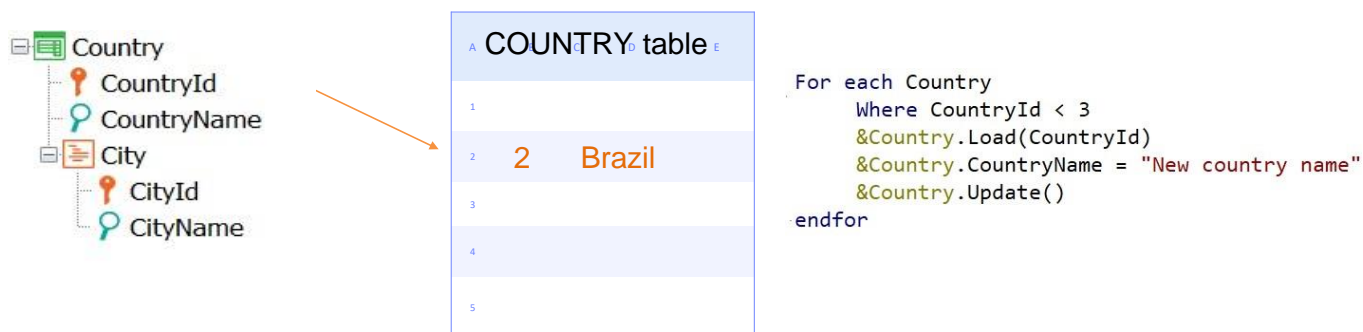 Country
CountryId
CountryName
City
CityId
CityName
A B C D E
COUNTRY table
1
2 2 Brazil
3
4
5
For each Country
Where CountryId < 3
&Country.Load(CountryId)
&Country.CountryName = "New country name"
&Country.Update()
endfor